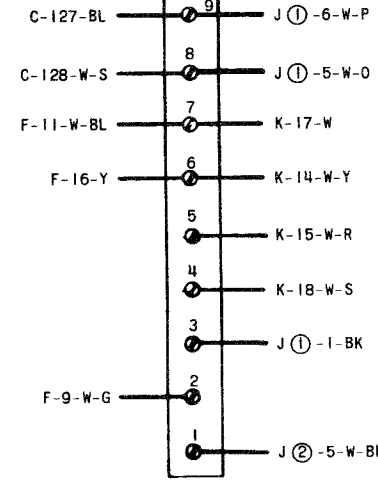 C-127-BL 9 J ① -6-W-P
C-128-W-S 8 J ① -5-W-O
F-11-W-BL 7 K-17-W
F-16-Y 6 K-14-W-Y
5 K-15-W-R
4 K-18-W-S
3 J ① -1-BK
F-9-W-G 2
1 J ② -5-W-BL